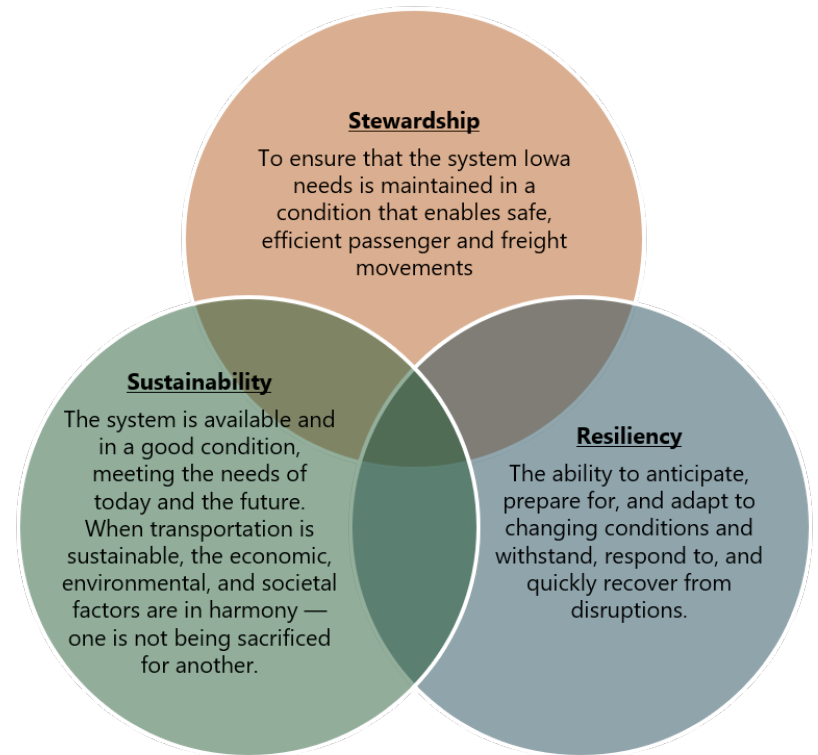 Stewardship
To ensure that the system Iowa
needs is maintained in a
condition that enables safe,
efficient passenger and freight
movements
Sustainability
The system is available and
in a good condition,
meeting the needs of
today and the future.
When transportation is
sustainable, the economic,
environmental, and societal
factors are in harmony —
one is not being sacrificed
for another.
Resiliency
The ability to anticipate,
prepare for, and adapt to
changing conditions and
withstand, respond to, and
quickly recover from
disruptions.